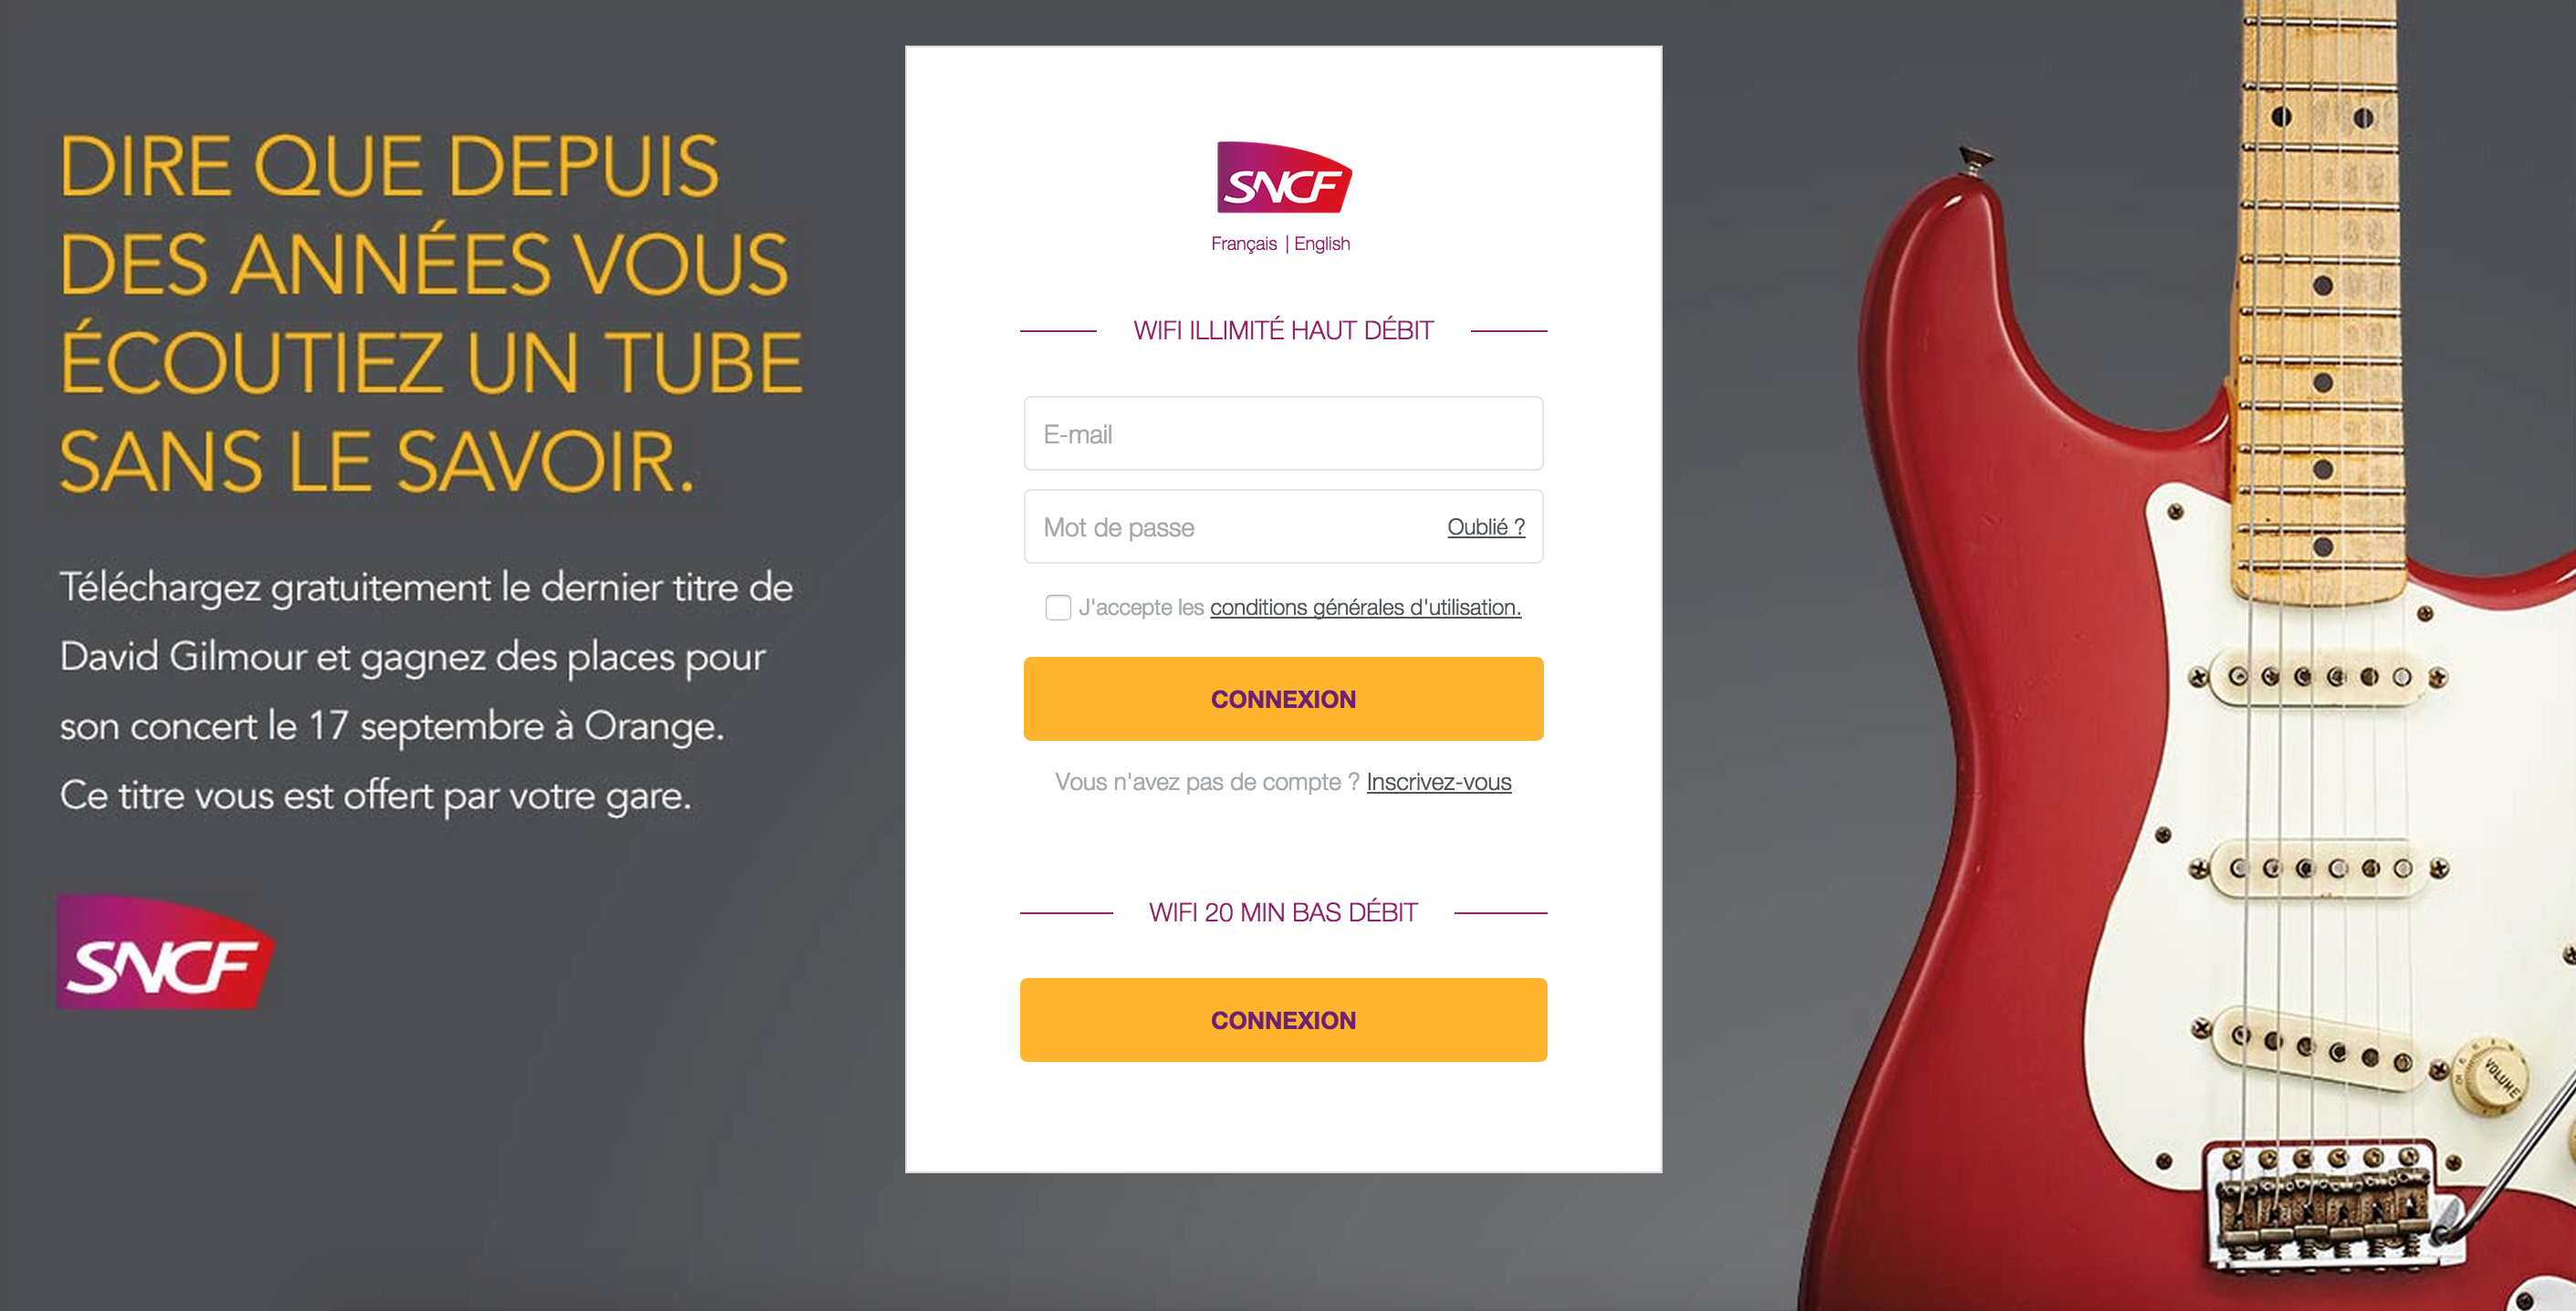 DIRE QUE DEPUIS
DES ANNÉES VOUS
ÉCOUTIEZ UN TUBE
SANS LE SAVOIR.
Téléchargez gratuitement le dernier titre de
David Gilmour et gagnez des places pour
son concert le 17 septembre à Orange.
Ce titre vous est offert par votre gare.
SNCF
SNCF
Français | English
WIFI ILLIMITÉ HAUT DÉBIT
E-mail
Mot de passe Oublié ?
J'accepte les conditions générales d'utilisation.
CONNEXION
Vous n'avez pas de compte ? Inscrivez-vous
WIFI 20 MIN BAS DÉBIT
CONNEXION
VOLUME